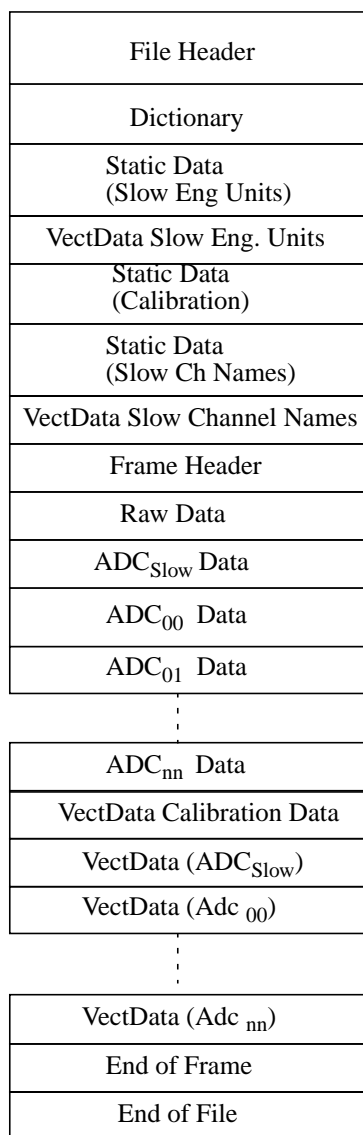 File Header
Dictionary
Static Data
(Slow Eng Units)
VectData Slow Eng. Units
Static Data
(Calibration)
Static Data
(Slow Ch Names)
VectData Slow Channel Names
Frame Header
Raw Data
ADCSlow Data
ADC00 Data
ADC01 Data
ADCnn Data
VectData Calibration Data
VectData (ADCSlow)
VectData (Adc 00)
VectData (Adc nn)
End of Frame
End of File